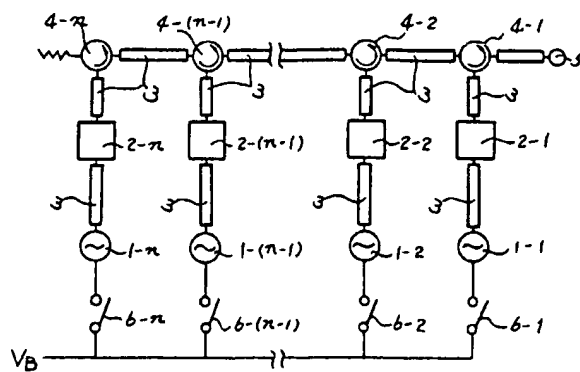 4-n 4-(n-1) 4-2 4-1
3 3 3 5
3 3 3 3
2-n 2-(n-1) 2-2 2-1
3 3 3 3
1-n 1-(n-1) 1-2 1-1
6-n 6-(n-1) 6-2 6-1
VB